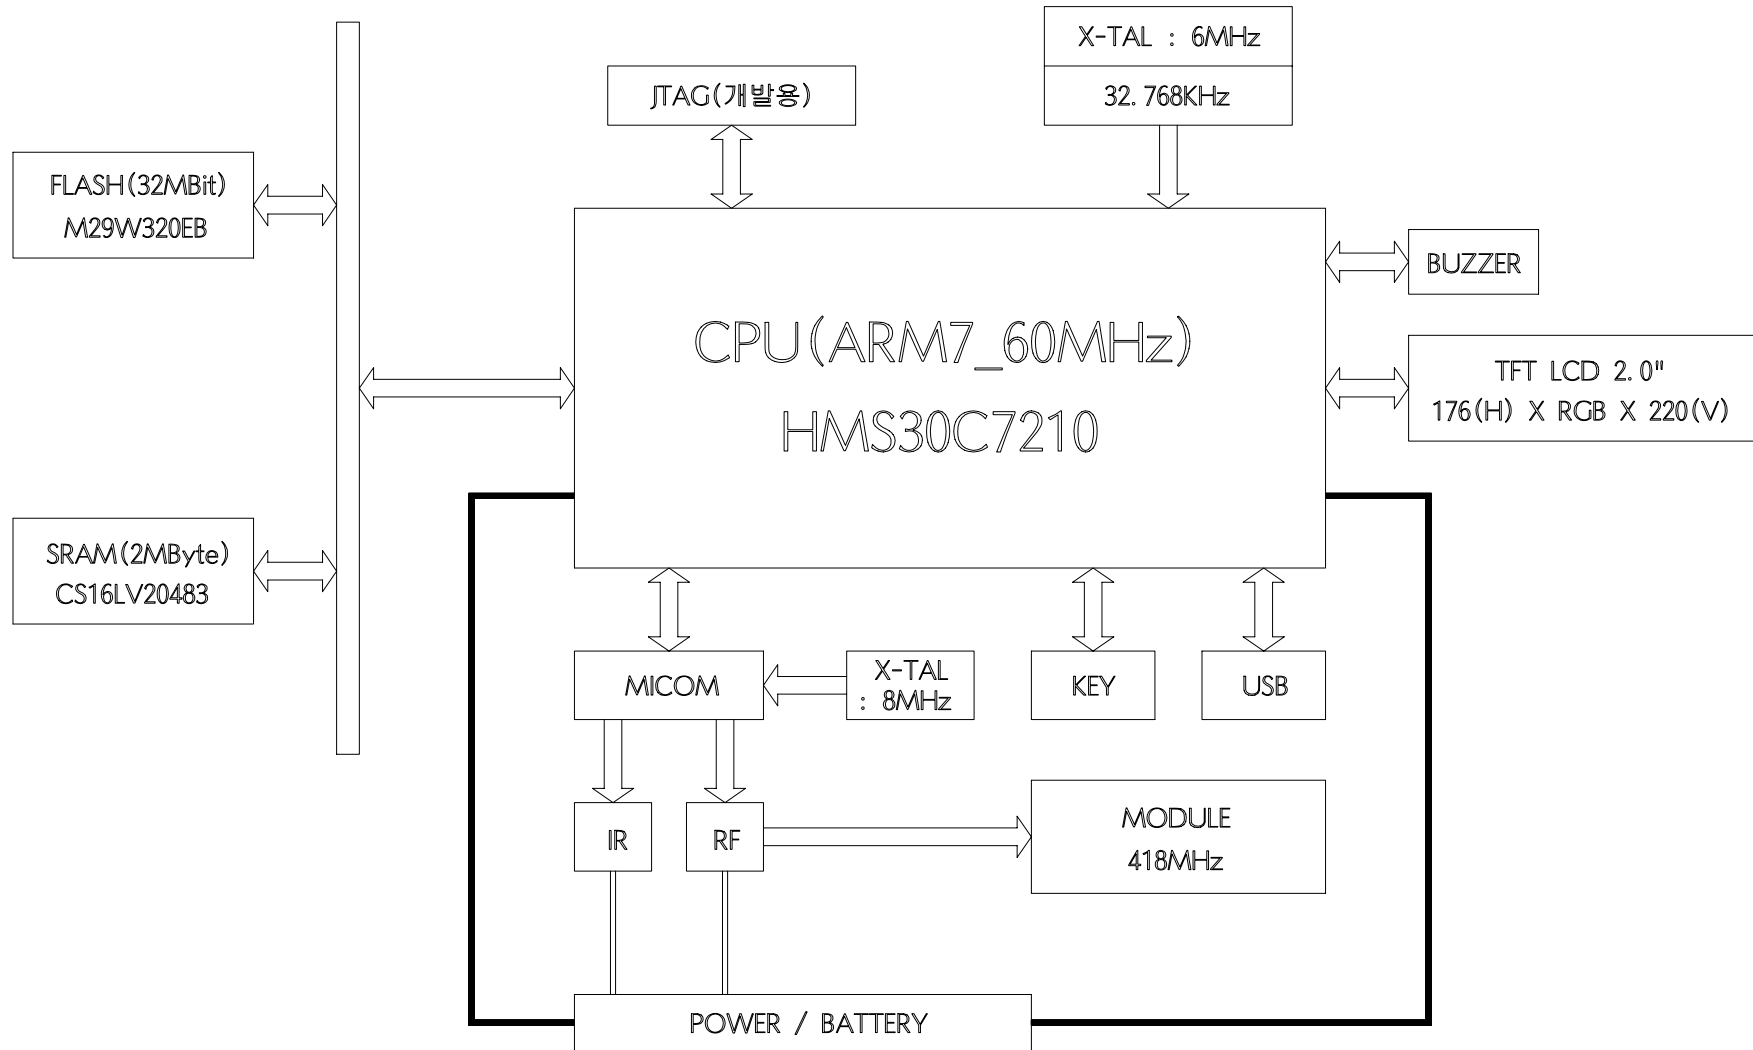 X-TAL : 6MHz
32.768KHz
JTAG(개발용)
FLASH(32MBit)
M29W320EB
BUZZER
CPU(ARM7_60MHz)
HMS30C7210
TFT LCD 2.0"
176(H) X RGB X 220(V)
SRAM(2MByte)
CS16LV20483
MICOM
X-TAL
: 8MHz
KEY
USB
IR
RF
MODULE
418MHz
POWER / BATTERY